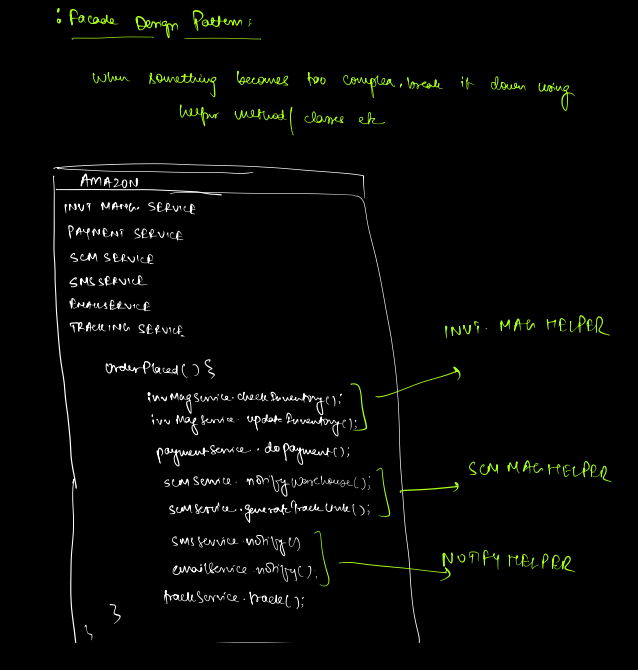 : Facade Design Pattern:
When something becomes too complex, break it down using
helper method/ classes etc
AMAZON
INVT MANG. SERVICE
PAYMENT SERVICE
SCM SERVICE
SMS SERVICE
EMAIL SERVICE
TRACKING SERVICE
INVT. MAG HELPER
orderPlaced() {
invMagService.checkInventory();
invMagService.updateInventory();
paymentService.doPayment();
SCM MAG HELPER
scmService.notifyWarehouse();
scmService.generateTrackLink();
smsService.notify()
emailService.notify().
NOTIFY HELPER
trackService.track();
}
}